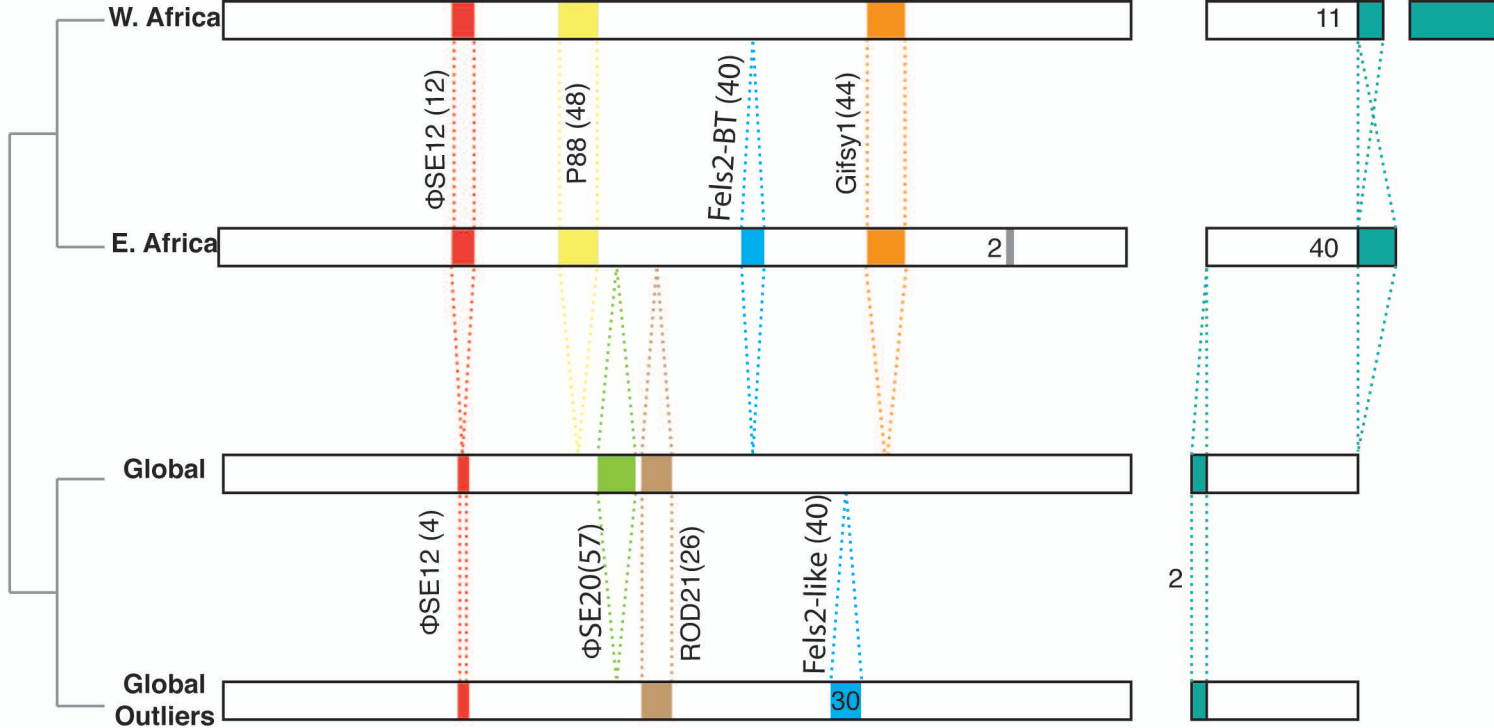 W. Africa
11
ΦSE12 (12)
P88 (48)
Fels2-BT (40)
Gifsy1(44)
E. Africa
2
40
Global
ΦSE12 (4)
ΦSE20(57)
ROD21(26)
Fels2-like (40)
2
Global
Outliers
30